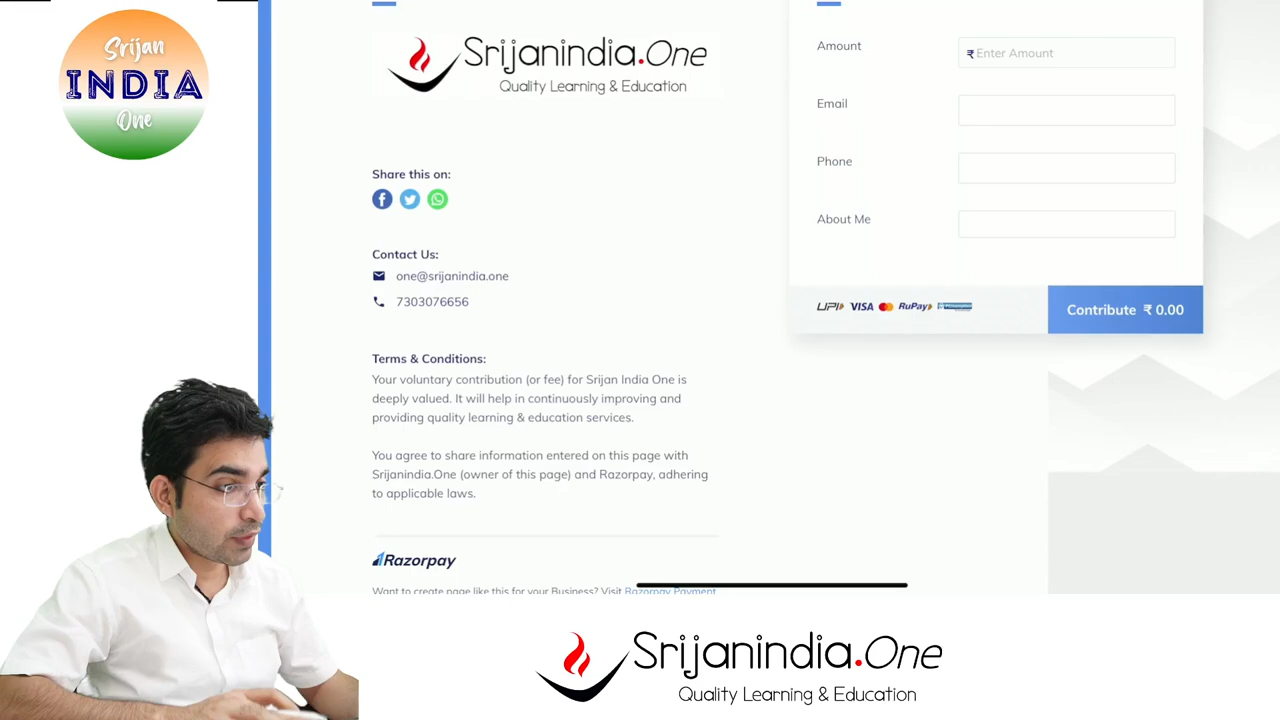 Srijan
INDIA
One
Srijanindia.One
Quality Learning & Education
Share this on:
Contact Us:
one@srijanindia.one
7303076656
Terms & Conditions:
Your voluntary contribution (or fee) for Srijan India One is
deeply valued. It will help in continuously improving and
providing quality learning & education services.
You agree to share information entered on this page with
Srijanindia.One (owner of this page) and Razorpay, adhering
to applicable laws.
Razorpay
Want to create page like this for your Business? Visit Razorpay Payment
Amount
₹ Enter Amount
Email
Phone
About Me
UPI VISA RuPay
Contribute ₹ 0.00
Srijanindia.One
Quality Learning & Education